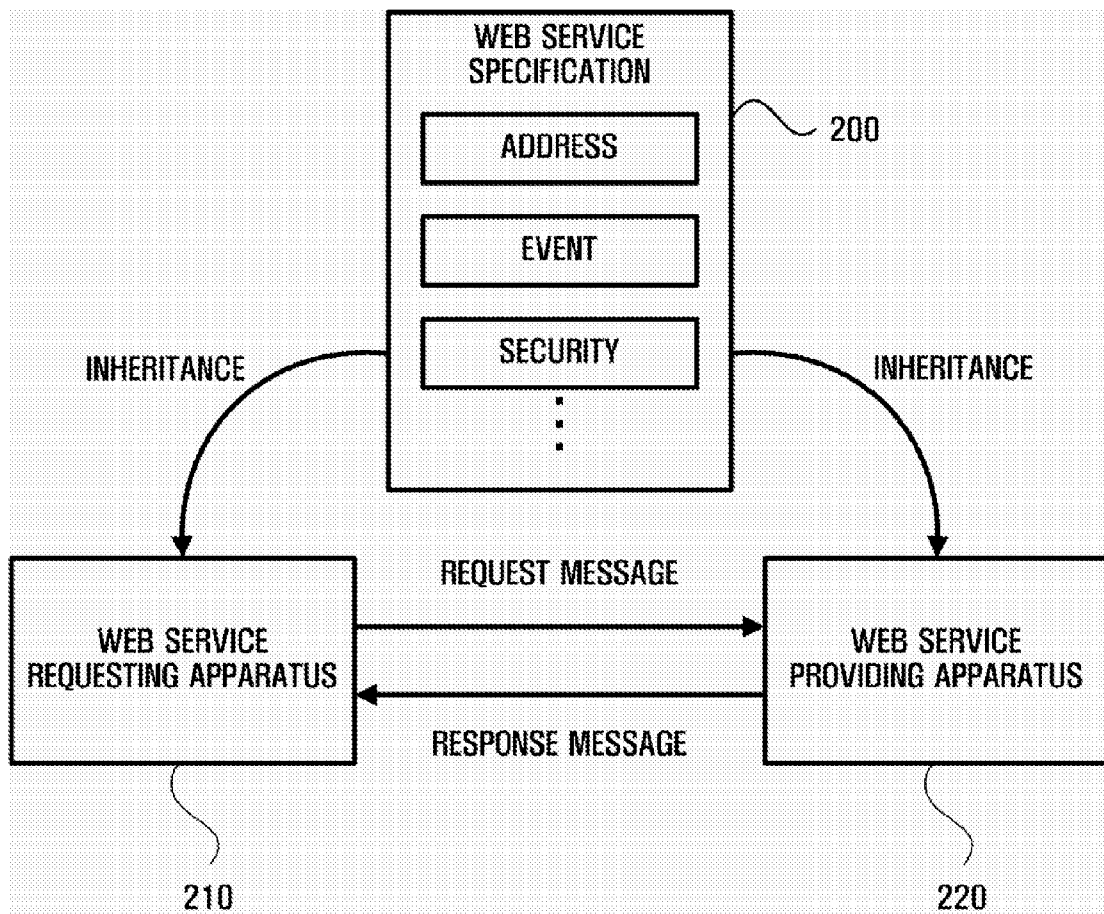 WEB SERVICE
SPECIFICATION
ADDRESS
200
EVENT
SECURITY
INHERITANCE
INHERITANCE
REQUEST MESSAGE
WEB SERVICE
REQUESTING APPARATUS
WEB SERVICE
PROVIDING APPARATUS
RESPONSE MESSAGE
210
220